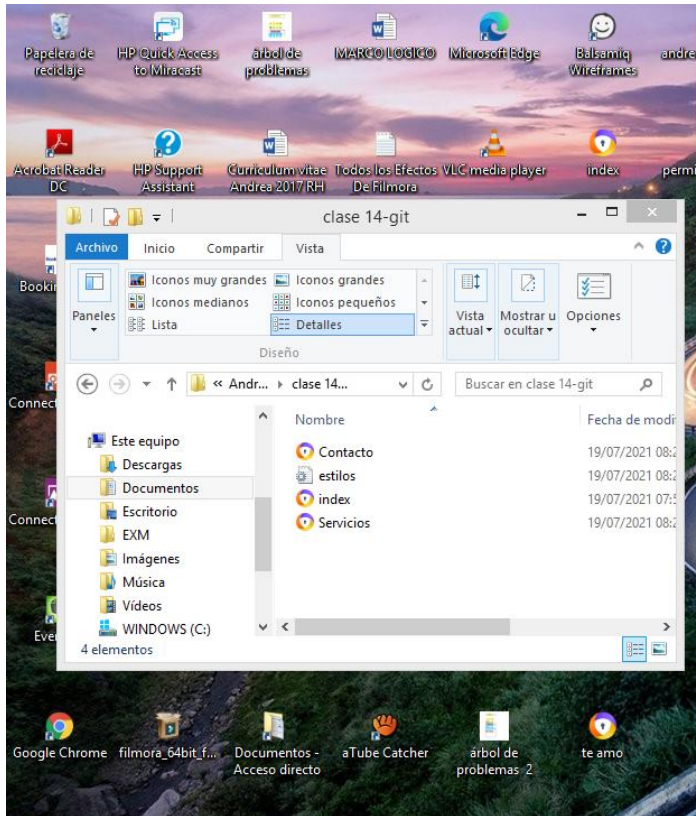 Papelera de
reciclaje
HP Quick Access
to Miracast
árbol de
problemas
MARCO LOGICO
Microsoft Edge
Balsamiq
Wireframes
andre
Acrobat Reader
DC
HP Support
Assistant
Curriculum vitae
Andrea 2017 RH
Todos los Efectos
De Filmora
VLC media player
index
permi
clase 14-git
Archivo Inicio Compartir Vista
Paneles
Iconos muy grandes Iconos grandes
Iconos medianos Iconos pequeños
Lista Detalles
Vista
actual
Mostrar u
ocultar
Opciones
Diseño
« Andr... clase 14... Buscar en clase 14-git
Nombre Fecha de modi
Este equipo
Descargas
Documentos
Escritorio
EXM
Imágenes
Música
Vídeos
WINDOWS (C:)
Contacto 19/07/2021 08:2
estilos 19/07/2021 08:2
index 19/07/2021 07:5
Servicios 19/07/2021 08:2
4 elementos
Bookin
Connect
Connect
Ever
Google Chrome
filmora_64bit_f...
Documentos -
Acceso directo
aTube Catcher
árbol de
problemas 2
te amo